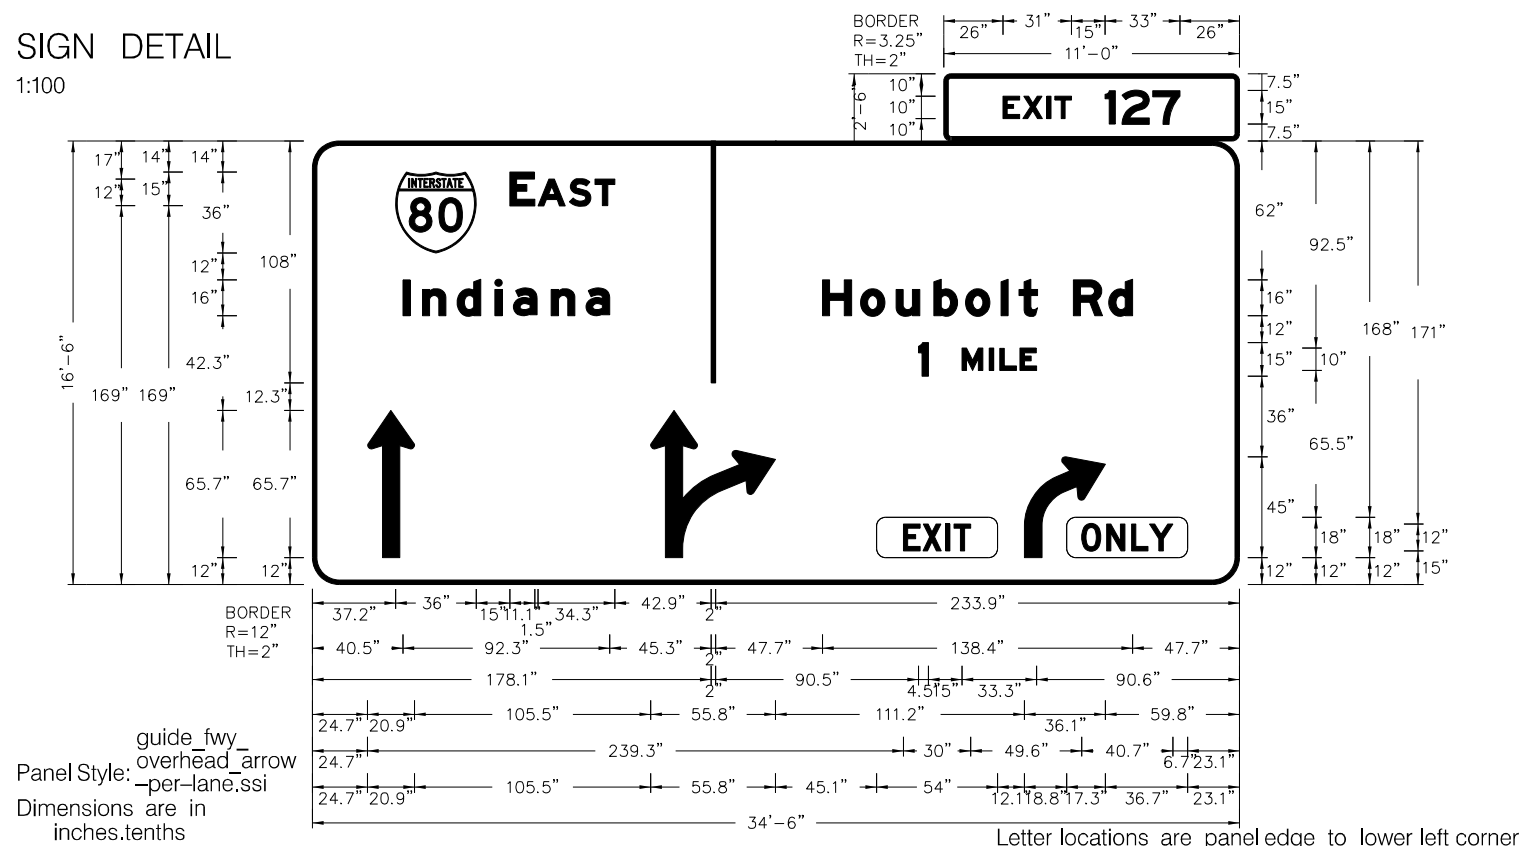 SIGN DETAIL
1:100
BORDER
R=3.25"
TH=2"
26" 31" 15" 33" 26"
11'-0"
2'-6"
10"
10"
10"
EXIT 127
7.5"
15"
7.5"
17" 14" 14"
12" 15"
36"
12" 108"
16"
42.3"
16'-6"
169" 169" 12.3"
65.7" 65.7"
12" 12"
INTERSTATE
80
EAST
Indiana
Houbolt Rd
1 MILE
EXIT ONLY
62"
92.5"
16"
12" 168" 171"
15" 10"
36"
65.5"
45"
18" 18" 12"
12" 12" 12" 15"
BORDER
R=12"
TH=2"
37.2" 36" 15" 11.1" 1.5" 34.3" 42.9" 2" 233.9"
40.5" 92.3" 45.3" 2" 47.7" 138.4" 47.7"
178.1" 2" 90.5" 4.5" 15" 33.3" 90.6"
24.7" 20.9" 105.5" 55.8" 111.2" 36.1" 59.8"
24.7" 239.3" 30" 49.6" 40.7" 6.7" 23.1"
24.7" 20.9" 105.5" 55.8" 45.1" 54" 12.1" 18.8" 17.3" 36.7" 23.1"
34'-6"
guide_fwy_
Panel Style: overhead_arrow
-per-lane.ssi
Dimensions are in
inches.tenths
Letter locations are panel edge to lower left corner